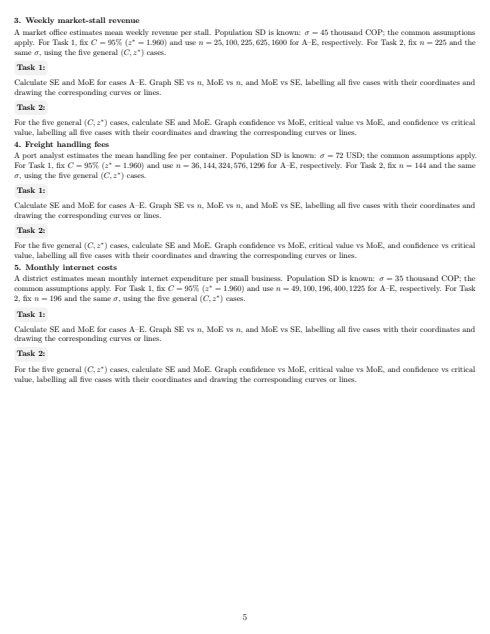 3. Weekly market-stall revenue
A market office estimates mean weekly revenue per stall. Population SD is known: σ = 45 thousand COP; the common assumptions
apply. For Task 1, fix C = 95% (z* = 1.960) and use n = 25, 100, 225, 625, 1600 for A–E, respectively. For Task 2, fix n = 225 and the
same σ, using the five general (C, z*) cases.
Task 1:
Calculate SE and MoE for cases A–E. Graph SE vs n, MoE vs n, and MoE vs SE, labelling all five cases with their coordinates and
drawing the corresponding curves or lines.
Task 2:
For the five general (C, z*) cases, calculate SE and MoE. Graph confidence vs MoE, critical value vs MoE, and confidence vs critical
value, labelling all five cases with their coordinates and drawing the corresponding curves or lines.
4. Freight handling fees
A port analyst estimates the mean handling fee per container. Population SD is known: σ = 72 USD; the common assumptions apply.
For Task 1, fix C = 95% (z* = 1.960) and use n = 36, 144, 324, 576, 1296 for A–E, respectively. For Task 2, fix n = 144 and the same
σ, using the five general (C, z*) cases.
Task 1:
Calculate SE and MoE for cases A–E. Graph SE vs n, MoE vs n, and MoE vs SE, labelling all five cases with their coordinates and
drawing the corresponding curves or lines.
Task 2:
For the five general (C, z*) cases, calculate SE and MoE. Graph confidence vs MoE, critical value vs MoE, and confidence vs critical
value, labelling all five cases with their coordinates and drawing the corresponding curves or lines.
5. Monthly internet costs
A district estimates mean monthly internet expenditure per small business. Population SD is known: σ = 35 thousand COP; the
common assumptions apply. For Task 1, fix C = 95% (z* = 1.960) and use n = 49, 100, 196, 400, 1225 for A–E, respectively. For Task
2, fix n = 196 and the same σ, using the five general (C, z*) cases.
Task 1:
Calculate SE and MoE for cases A–E. Graph SE vs n, MoE vs n, and MoE vs SE, labelling all five cases with their coordinates and
drawing the corresponding curves or lines.
Task 2:
For the five general (C, z*) cases, calculate SE and MoE. Graph confidence vs MoE, critical value vs MoE, and confidence vs critical
value, labelling all five cases with their coordinates and drawing the corresponding curves or lines.
5